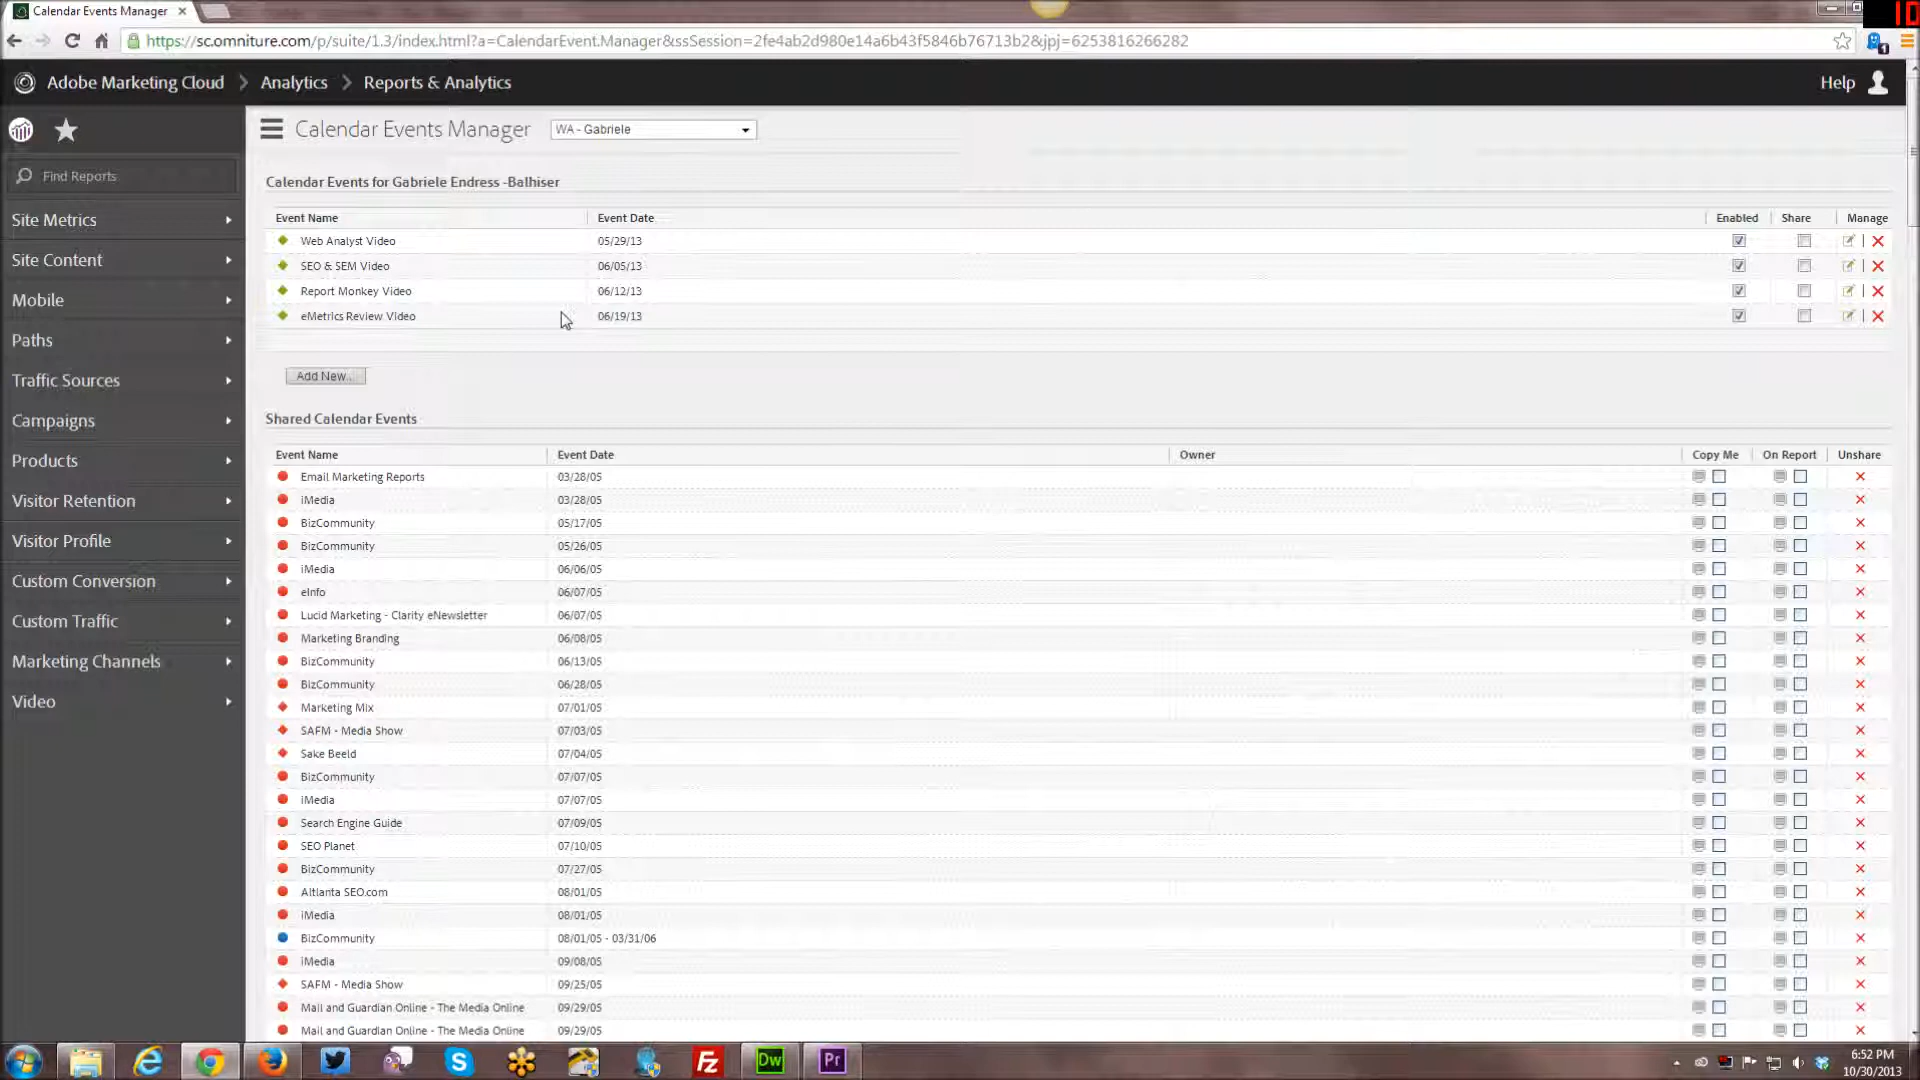 Calendar Events Manager
https://sc.omniture.com/p/suite/1.3/index.html?a=CalendarEvent.Manager&ssSession=2fe4ab2d980e14a6b43f5846b76713b2&jpj=6253816266282
Adobe Marketing Cloud Analytics Reports & Analytics Help
Calendar Events Manager WA - Gabriele
Find Reports
Site Metrics
Site Content
Mobile
Paths
Traffic Sources
Campaigns
Products
Visitor Retention
Visitor Profile
Custom Conversion
Custom Traffic
Marketing Channels
Video
Calendar Events for Gabriele Endress -Balhiser
Event Name Event Date Enabled Share Manage
Web Analyst Video 05/29/13
SEO & SEM Video 06/05/13
Report Monkey Video 06/12/13
eMetrics Review Video 06/19/13
Add New...
Shared Calendar Events
Event Name Event Date Owner Copy Me On Report Unshare
Email Marketing Reports 03/28/05
iMedia 03/28/05
BizCommunity 05/17/05
BizCommunity 05/26/05
iMedia 06/06/05
eInfo 06/07/05
Lucid Marketing - Clarity eNewsletter 06/07/05
Marketing Branding 06/08/05
BizCommunity 06/13/05
BizCommunity 06/28/05
Marketing Mix 07/01/05
SAFM - Media Show 07/03/05
Sake Beeld 07/04/05
BizCommunity 07/07/05
iMedia 07/07/05
Search Engine Guide 07/09/05
SEO Planet 07/10/05
BizCommunity 07/27/05
Altlanta SEO.com 08/01/05
iMedia 08/01/05
BizCommunity 08/01/05 - 03/31/06
iMedia 09/08/05
SAFM - Media Show 09/25/05
Mail and Guardian Online - The Media Online 09/29/05
Mail and Guardian Online - The Media Online 09/29/05
Fz Dw Pr
6:52 PM
10/30/2013